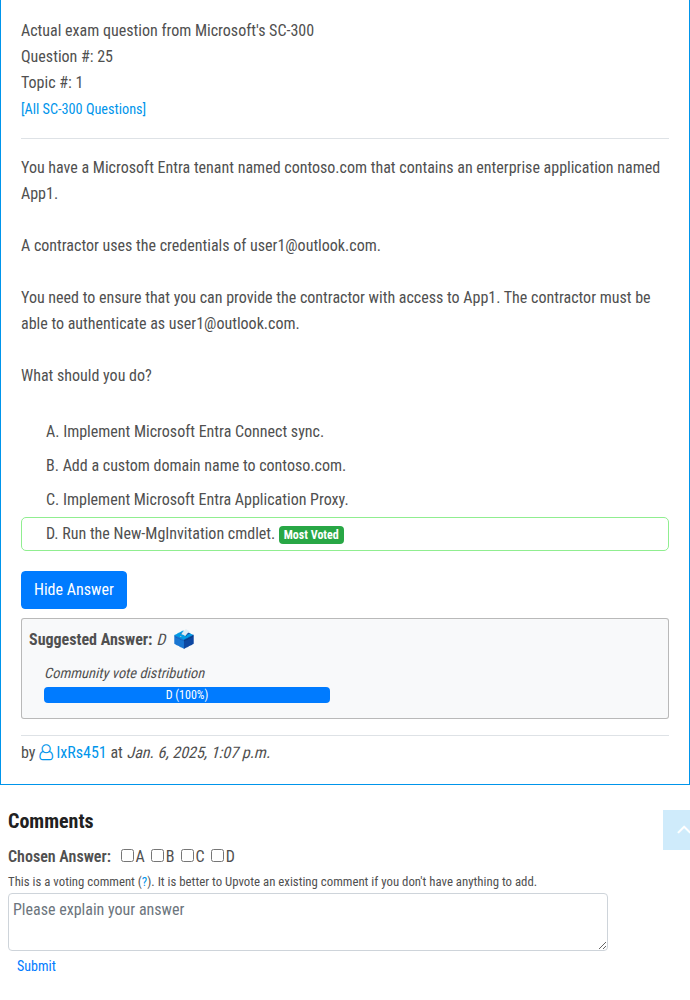 Actual exam question from Microsoft's SC-300
Question #: 25
Topic #: 1
[All SC-300 Questions]
You have a Microsoft Entra tenant named contoso.com that contains an enterprise application named
App1.
A contractor uses the credentials of user1@outlook.com.
You need to ensure that you can provide the contractor with access to App1. The contractor must be
able to authenticate as user1@outlook.com.
What should you do?
A. Implement Microsoft Entra Connect sync.
B. Add a custom domain name to contoso.com.
C. Implement Microsoft Entra Application Proxy.
D. Run the New-MgInvitation cmdlet. Most Voted
Hide Answer
Suggested Answer: D
Community vote distribution
D (100%)
by IxRs451 at Jan. 6, 2025, 1:07 p.m.
Comments
Chosen Answer: A B C D
This is a voting comment (?). It is better to Upvote an existing comment if you don't have anything to add.
Please explain your answer
Submit